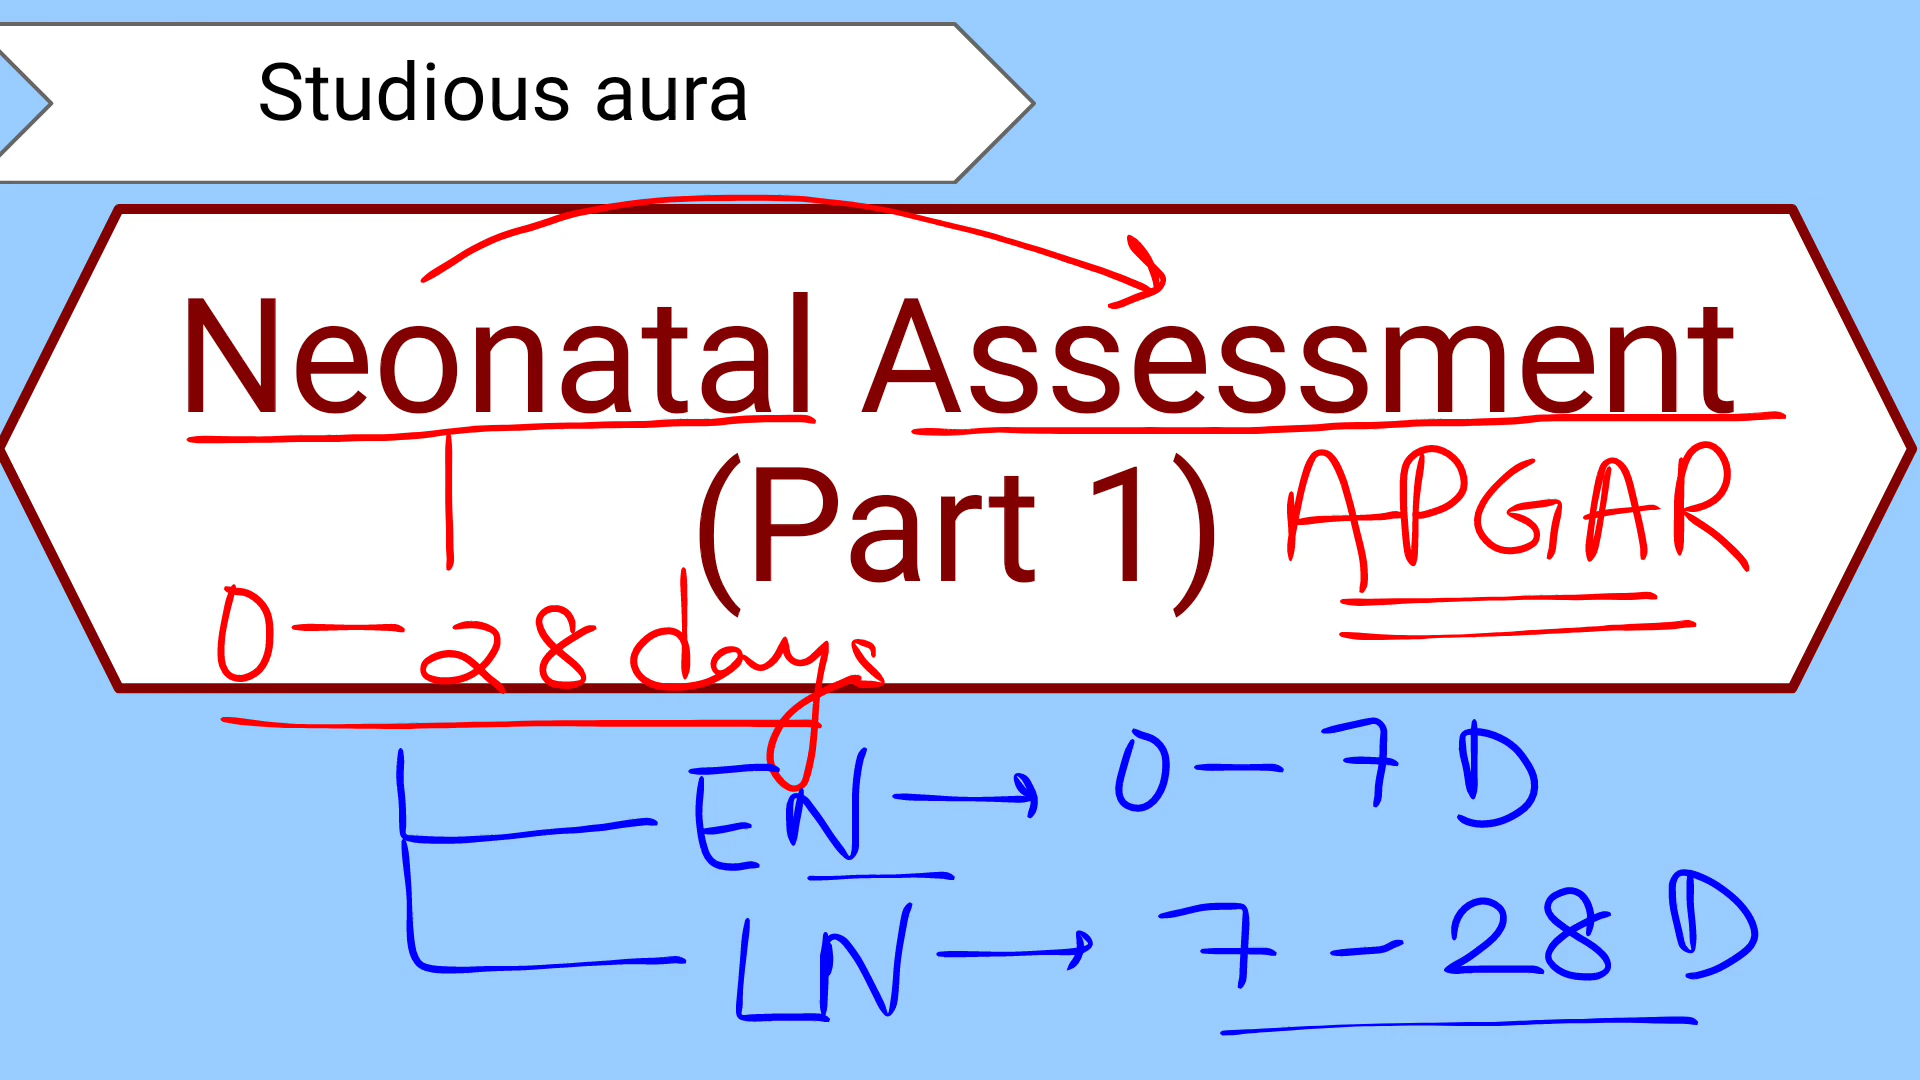 Studious aura
Neonatal Assessment
(Part 1)
APGAR
0 - 28 days
EN → 0 - 7 D
LN → 7 - 28 D